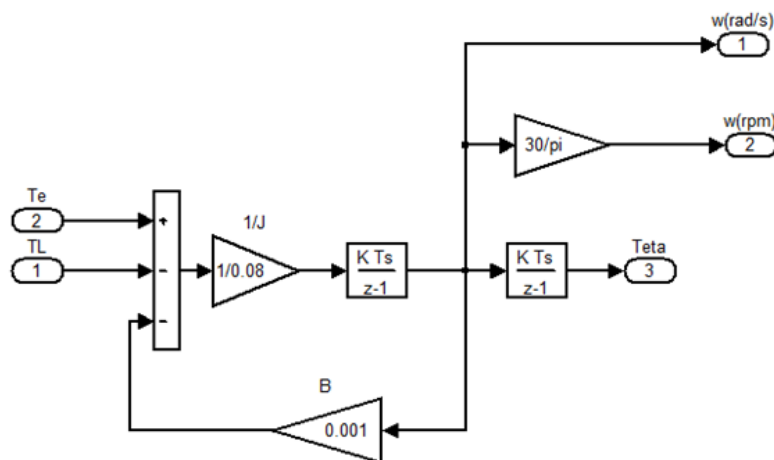 w(rad/s)
1
w(rpm)
30/pi
2
Te
2
+
1/J
TL
1
-
1/0.08
K Ts
z-1
K Ts
z-1
Teta
3
-
B
0.001